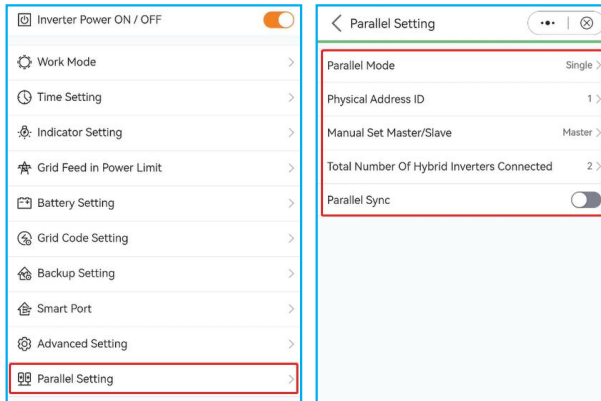 Inverter Power ON / OFF
Work Mode
Time Setting
Indicator Setting
Grid Feed in Power Limit
Battery Setting
Grid Code Setting
Backup Setting
Smart Port
Advanced Setting
Parallel Setting
Parallel Setting
Parallel Mode Single
Physical Address ID 1
Manual Set Master/Slave Master
Total Number Of Hybrid Inverters Connected 2
Parallel Sync